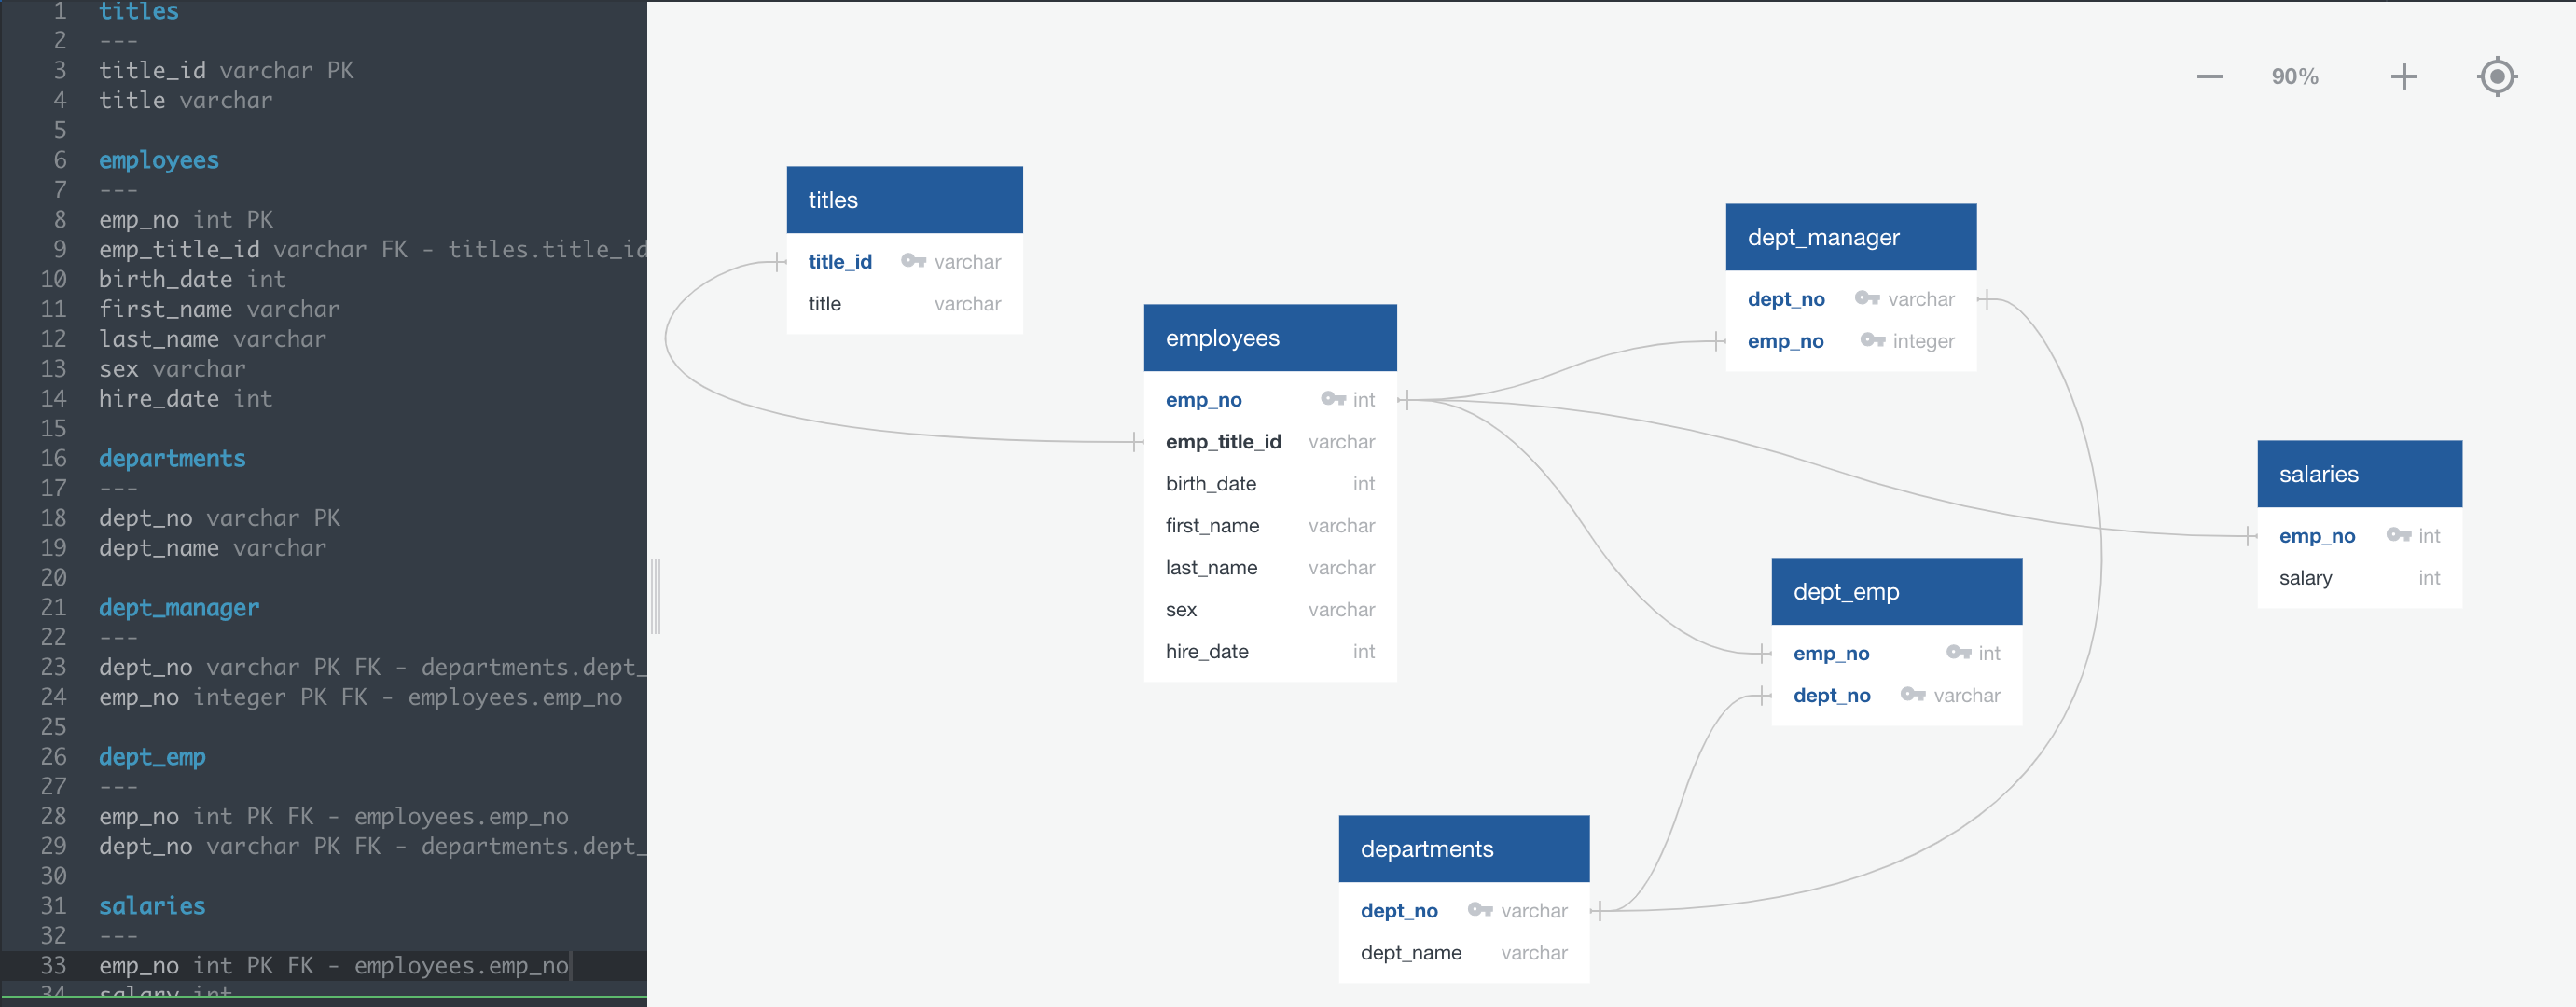 1 titles
2 ---
3 title_id varchar PK
4 title varchar
5
6 employees
7 ---
8 emp_no int PK
9 emp_title_id varchar FK - titles.title_id
10 birth_date int
11 first_name varchar
12 last_name varchar
13 sex varchar
14 hire_date int
15
16 departments
17 ---
18 dept_no varchar PK
19 dept_name varchar
20
21 dept_manager
22 ---
23 dept_no varchar PK FK - departments.dept_
24 emp_no integer PK FK - employees.emp_no
25
26 dept_emp
27 ---
28 emp_no int PK FK - employees.emp_no
29 dept_no varchar PK FK - departments.dept_
30
31 salaries
32 ---
33 emp_no int PK FK - employees.emp_no
34 salary int
90%
titles
title_id varchar
title varchar
employees
emp_no int
emp_title_id varchar
birth_date int
first_name varchar
last_name varchar
sex varchar
hire_date int
dept_manager
dept_no varchar
emp_no integer
salaries
emp_no int
salary int
dept_emp
emp_no int
dept_no varchar
departments
dept_no varchar
dept_name varchar